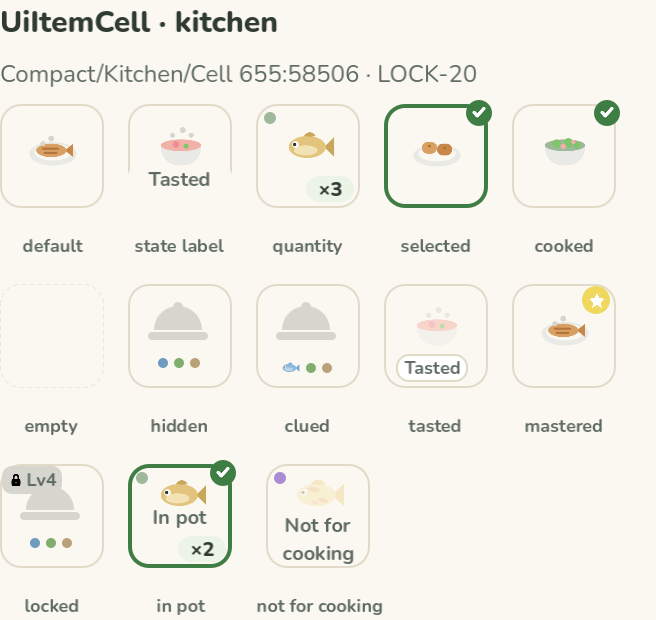 UiItemCell · kitchen
Compact/Kitchen/Cell 655:58506 · LOCK-20
Tasted
×3
default
state label
quantity
selected
cooked
Tasted
empty
hidden
clued
tasted
mastered
Lv4
In pot
×2
Not for
cooking
locked
in pot
not for cooking